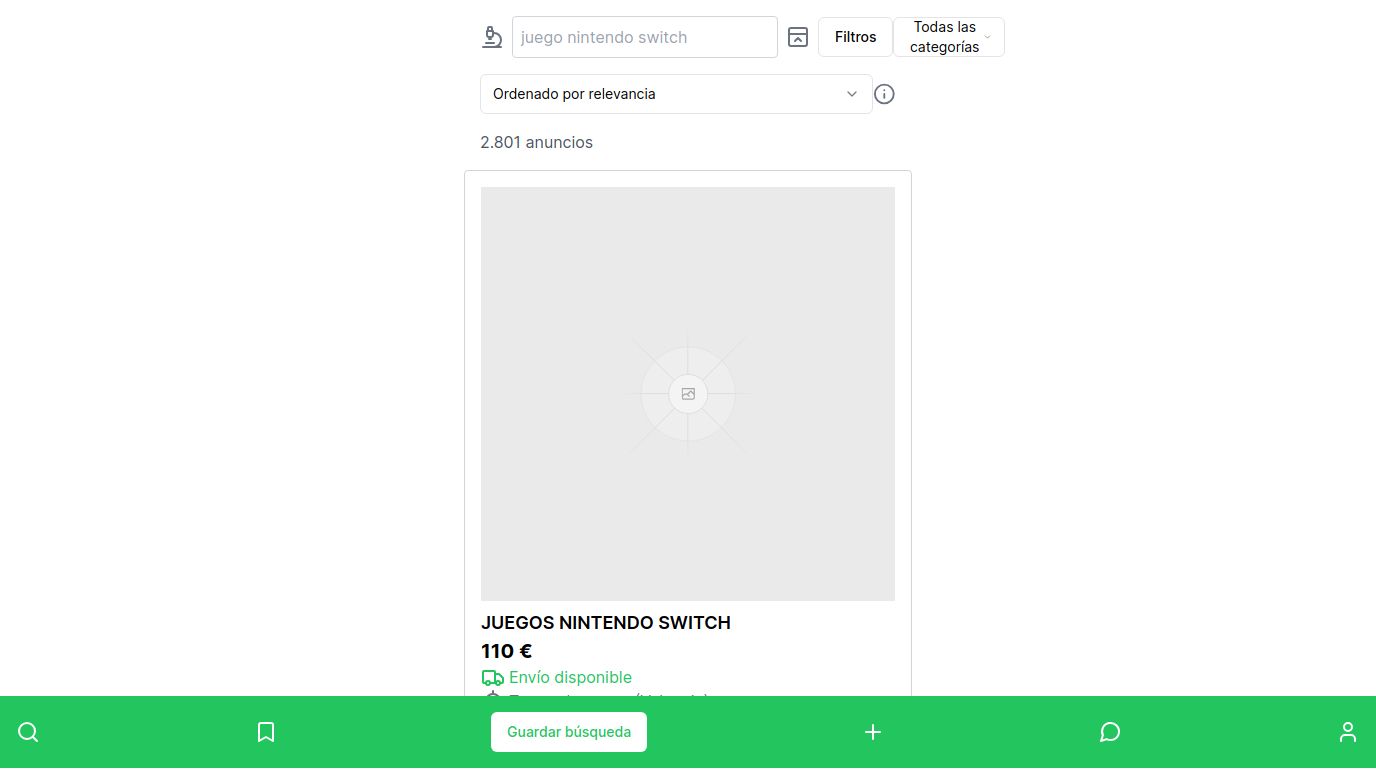 juego nintendo switch
Filtros
Todas las
categorías
Ordenado por relevancia
2.801 anuncios
JUEGOS NINTENDO SWITCH
110 €
Envío disponible
Guardar búsqueda